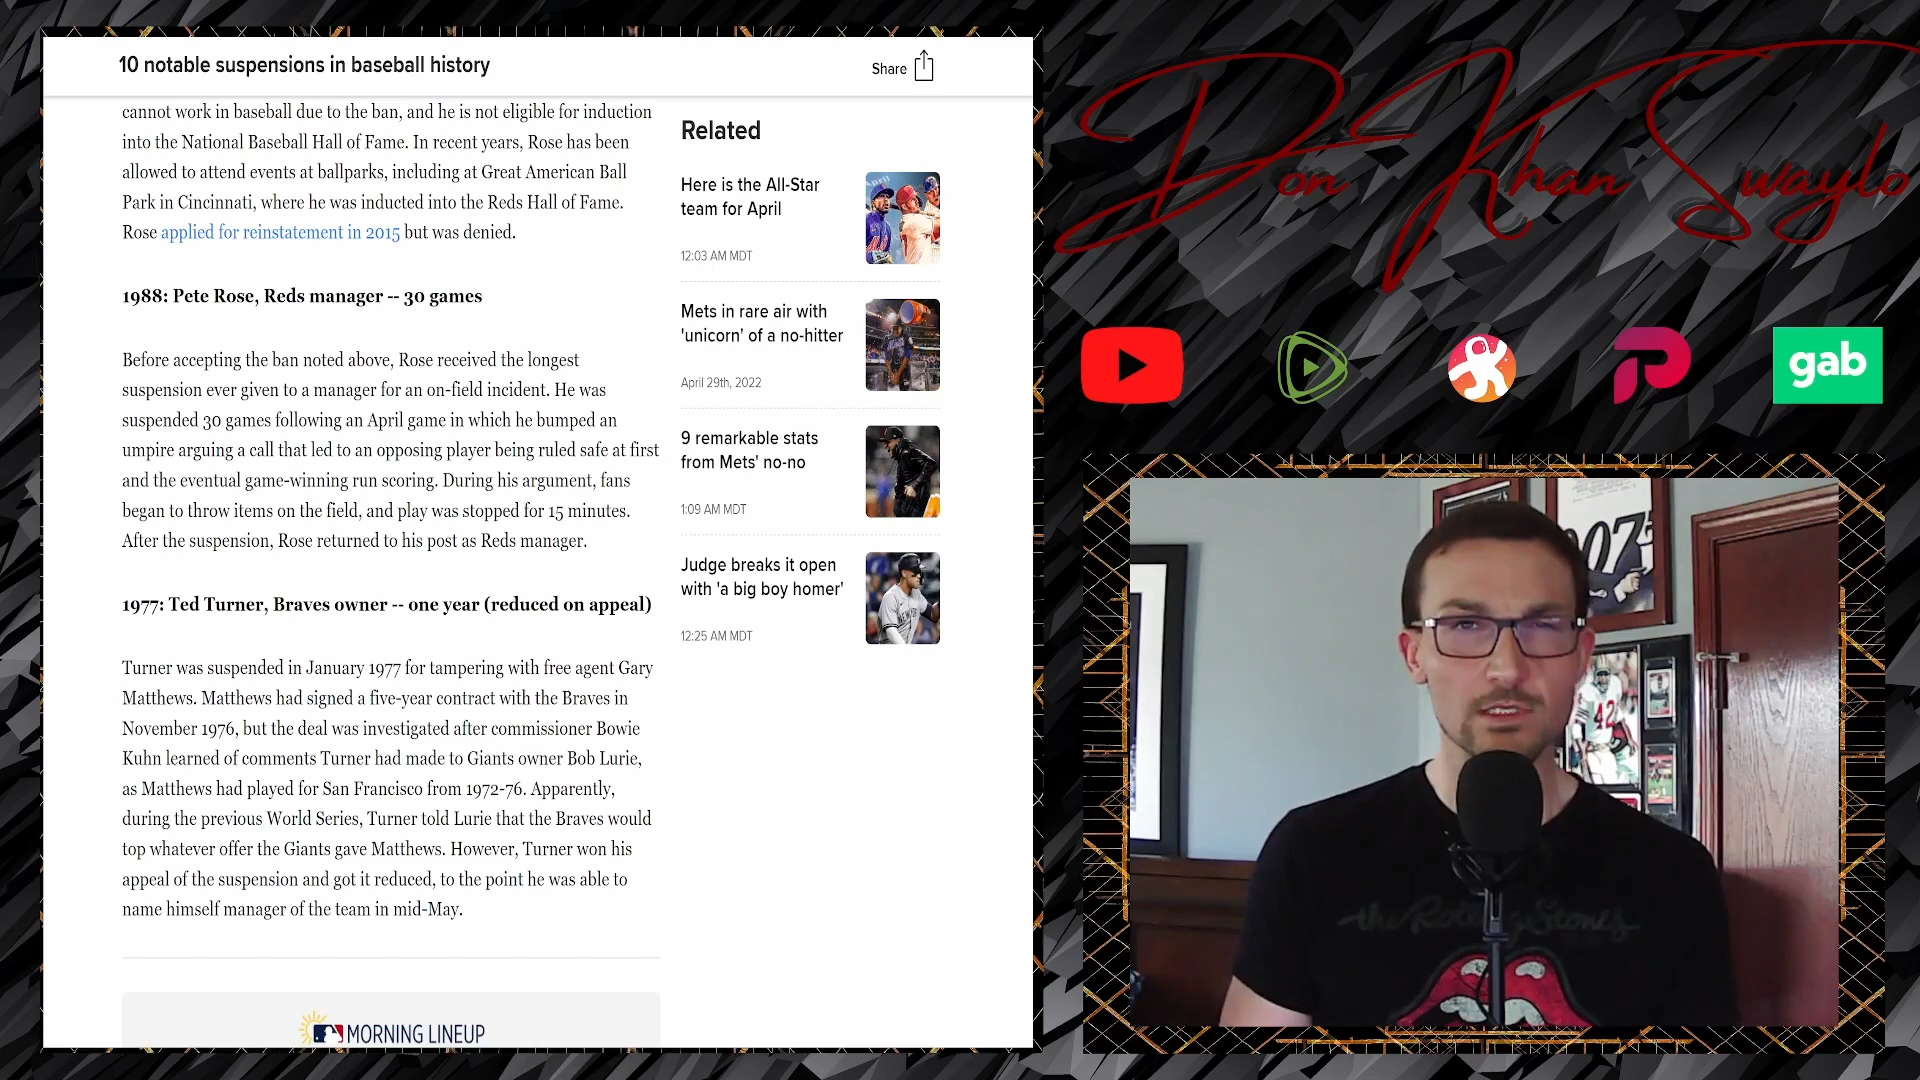 10 notable suspensions in baseball history
Share
cannot work in baseball due to the ban, and he is not eligible for induction
into the National Baseball Hall of Fame. In recent years, Rose has been
allowed to attend events at ballparks, including at Great American Ball
Park in Cincinnati, where he was inducted into the Reds Hall of Fame.
Rose applied for reinstatement in 2015 but was denied.
1988: Pete Rose, Reds manager -- 30 games
Before accepting the ban noted above, Rose received the longest
suspension ever given to a manager for an on-field incident. He was
suspended 30 games following an April game in which he bumped an
umpire arguing a call that led to an opposing player being ruled safe at first
and the eventual game-winning run scoring. During his argument, fans
began to throw items on the field, and play was stopped for 15 minutes.
After the suspension, Rose returned to his post as Reds manager.
1977: Ted Turner, Braves owner -- one year (reduced on appeal)
Turner was suspended in January 1977 for tampering with free agent Gary
Matthews. Matthews had signed a five-year contract with the Braves in
November 1976, but the deal was investigated after commissioner Bowie
Kuhn learned of comments Turner had made to Giants owner Bob Lurie,
as Matthews had played for San Francisco from 1972-76. Apparently,
during the previous World Series, Turner told Lurie that the Braves would
top whatever offer the Giants gave Matthews. However, Turner won his
appeal of the suspension and got it reduced, to the point he was able to
name himself manager of the team in mid-May.
MORNING LINEUP
Related
Here is the All-Star
team for April
12:03 AM MDT
Mets in rare air with
'unicorn' of a no-hitter
April 29th, 2022
9 remarkable stats
from Mets' no-no
1:09 AM MDT
Judge breaks it open
with 'a big boy homer'
12:25 AM MDT
Don Khan Swaylo
gab
007
42
the Rolling Stones